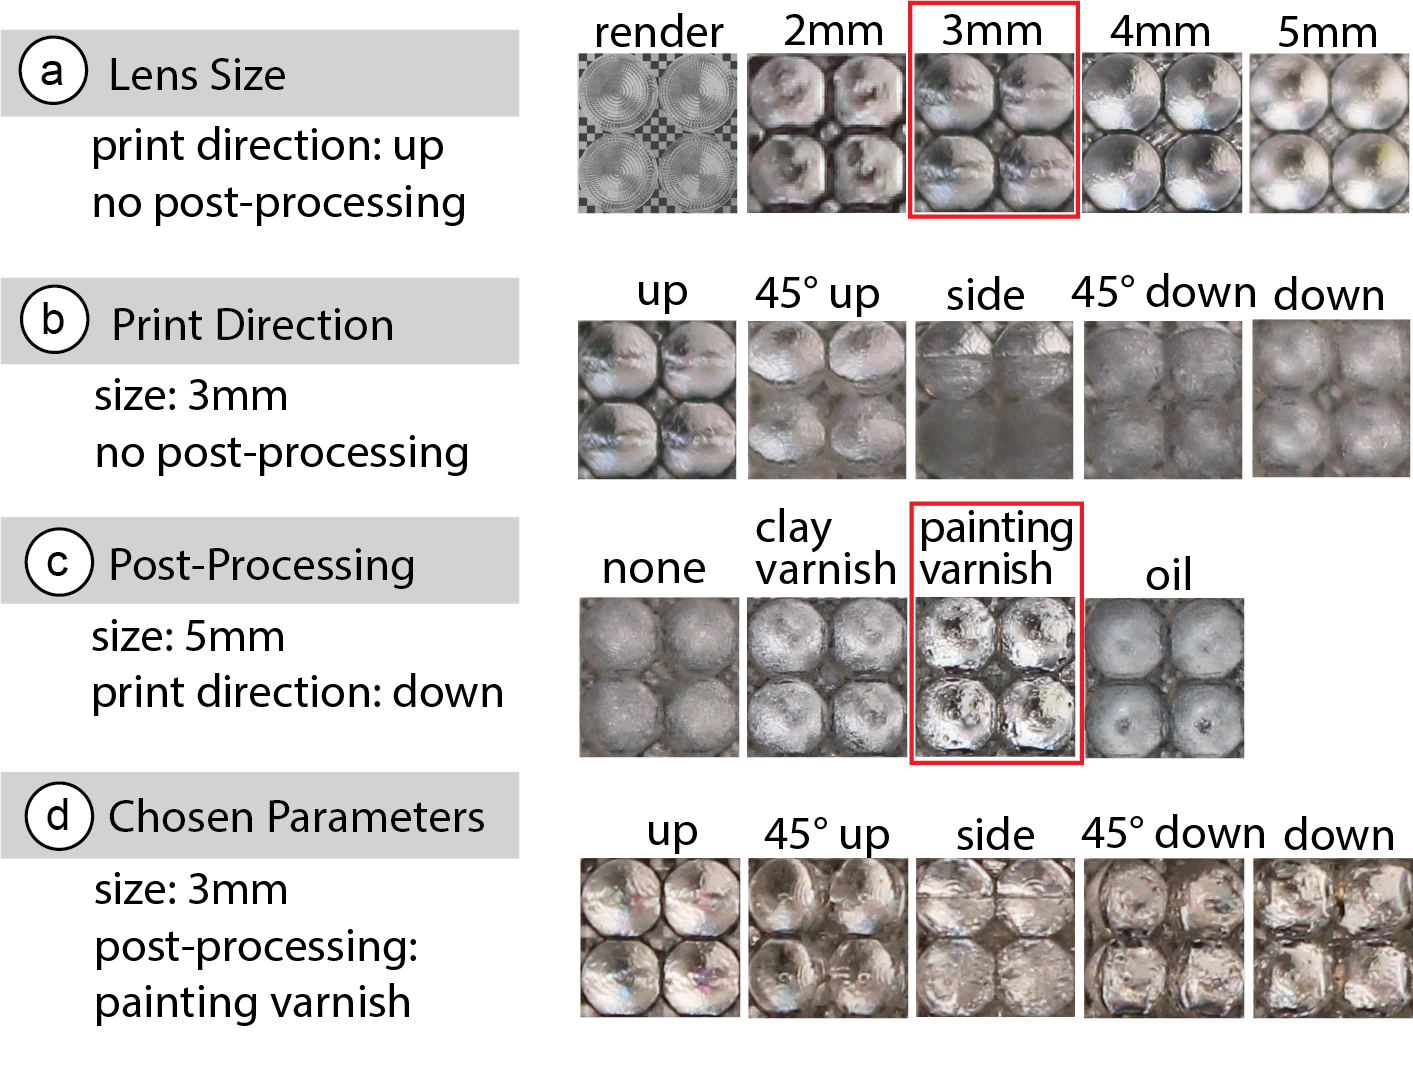 render 2mm 3mm 4mm 5mm
a Lens Size
print direction: up
no post-processing
up 45° up side 45° down down
b Print Direction
size: 3mm
no post-processing
none clay varnish painting varnish oil
c Post-Processing
size: 5mm
print direction: down
up 45° up side 45° down down
d Chosen Parameters
size: 3mm
post-processing:
painting varnish